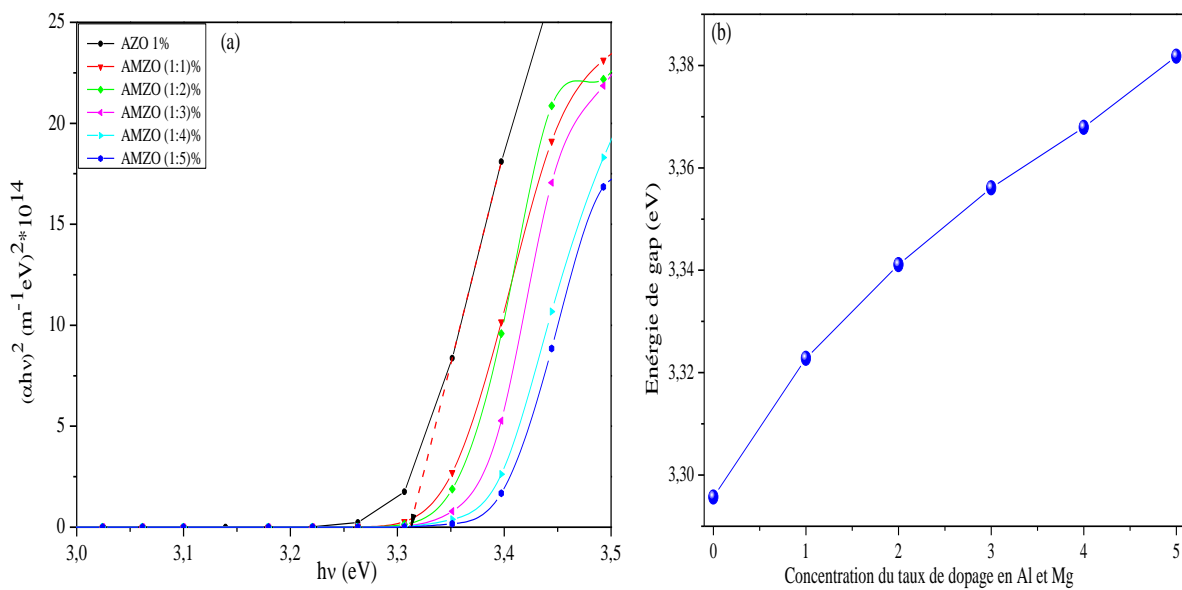 (a)
AZO 1%
AMZO (1:1)%
AMZO (1:2)%
AMZO (1:3)%
AMZO (1:4)%
AMZO (1:5)%
25
20
15
10
5
0
(αhν)² (m⁻¹eV)²*10¹⁴
3,0 3,1 3,2 3,3 3,4 3,5
hν (eV)
(b)
3,38
3,36
3,34
3,32
3,30
Enérgie de gap (eV)
0 1 2 3 4 5
Concentration du taux de dopage en Al et Mg